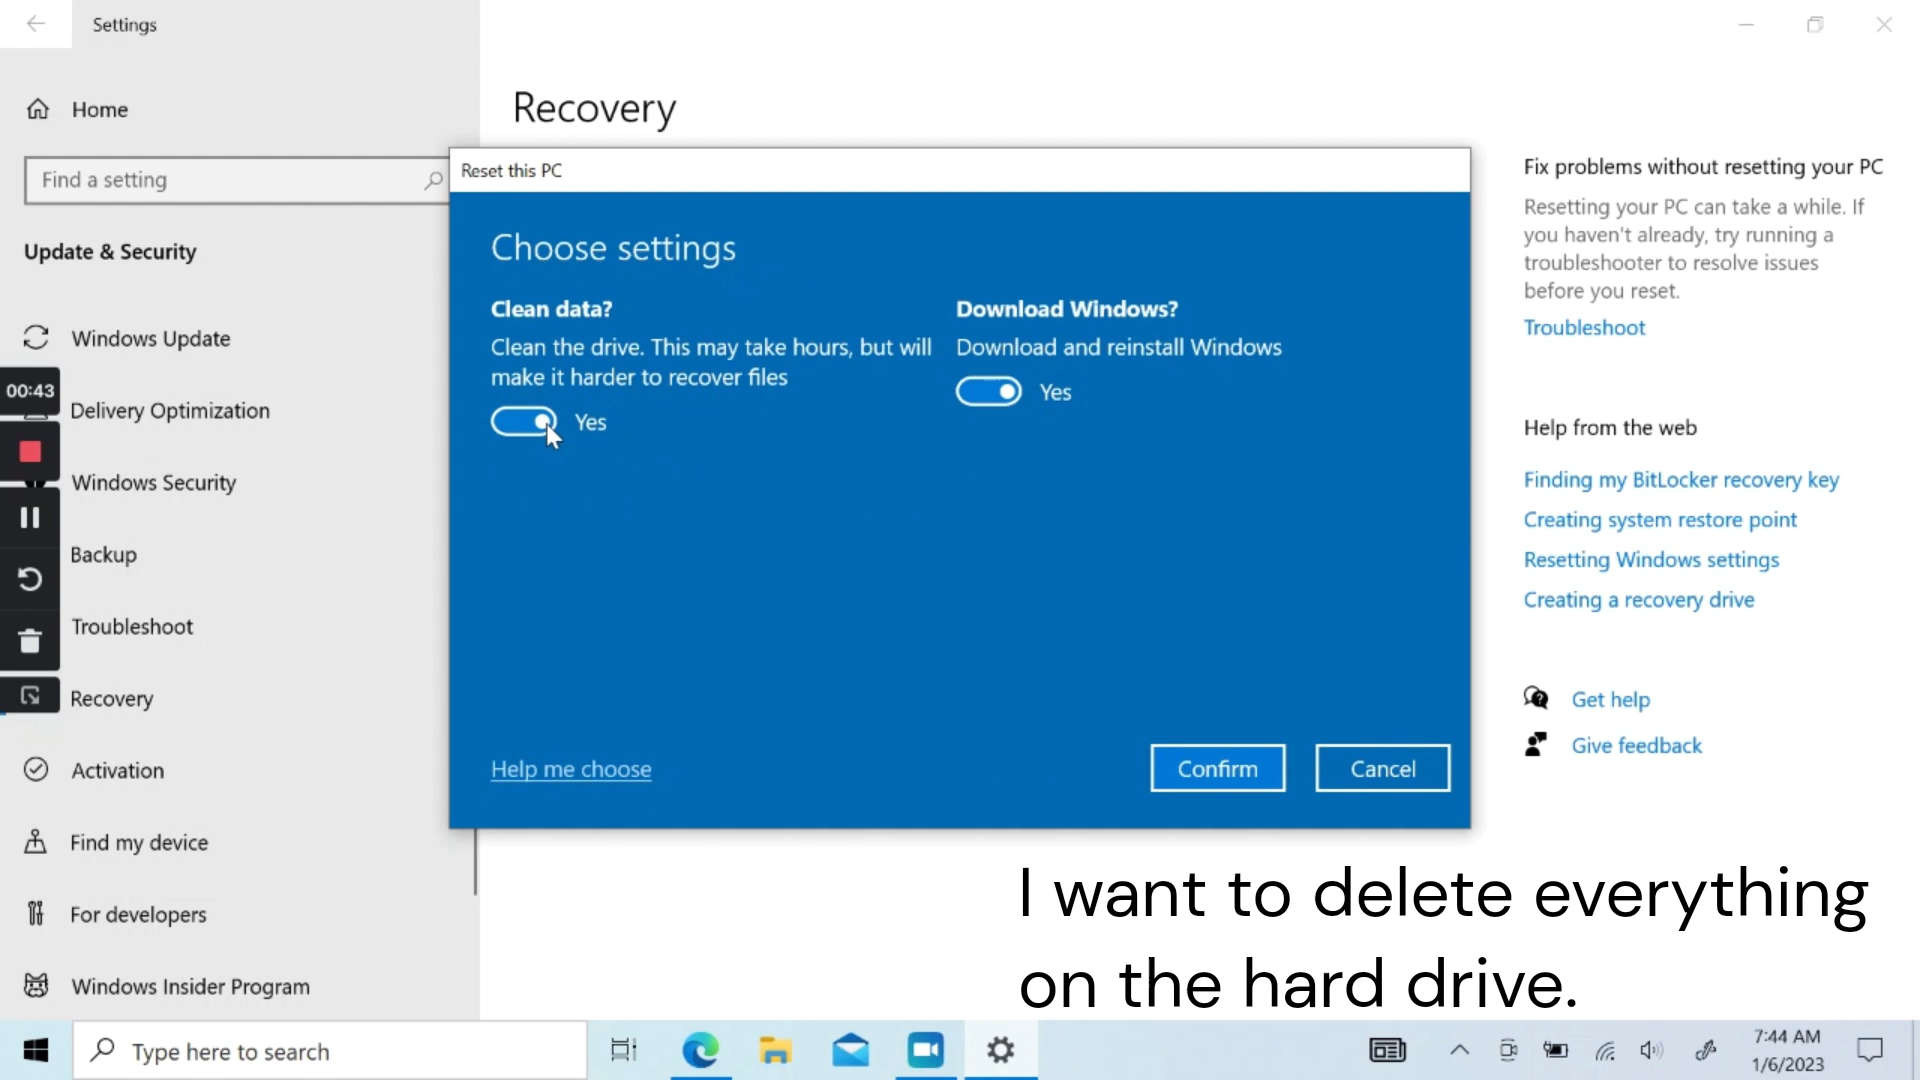 Settings
Home
Find a setting
Update & Security
Windows Update
00:43
Delivery Optimization
Windows Security
Backup
Troubleshoot
Recovery
Activation
Find my device
For developers
Windows Insider Program
Recovery
Reset this PC
Choose settings
Clean data?
Clean the drive. This may take hours, but will
make it harder to recover files
Yes
Download Windows?
Download and reinstall Windows
Yes
Help me choose
Confirm
Cancel
Fix problems without resetting your PC
Resetting your PC can take a while. If
you haven't already, try running a
troubleshooter to resolve issues
before you reset.
Troubleshoot
Help from the web
Finding my BitLocker recovery key
Creating system restore point
Resetting Windows settings
Creating a recovery drive
Get help
Give feedback
I want to delete everything
on the hard drive.
Type here to search
7:44 AM
1/6/2023